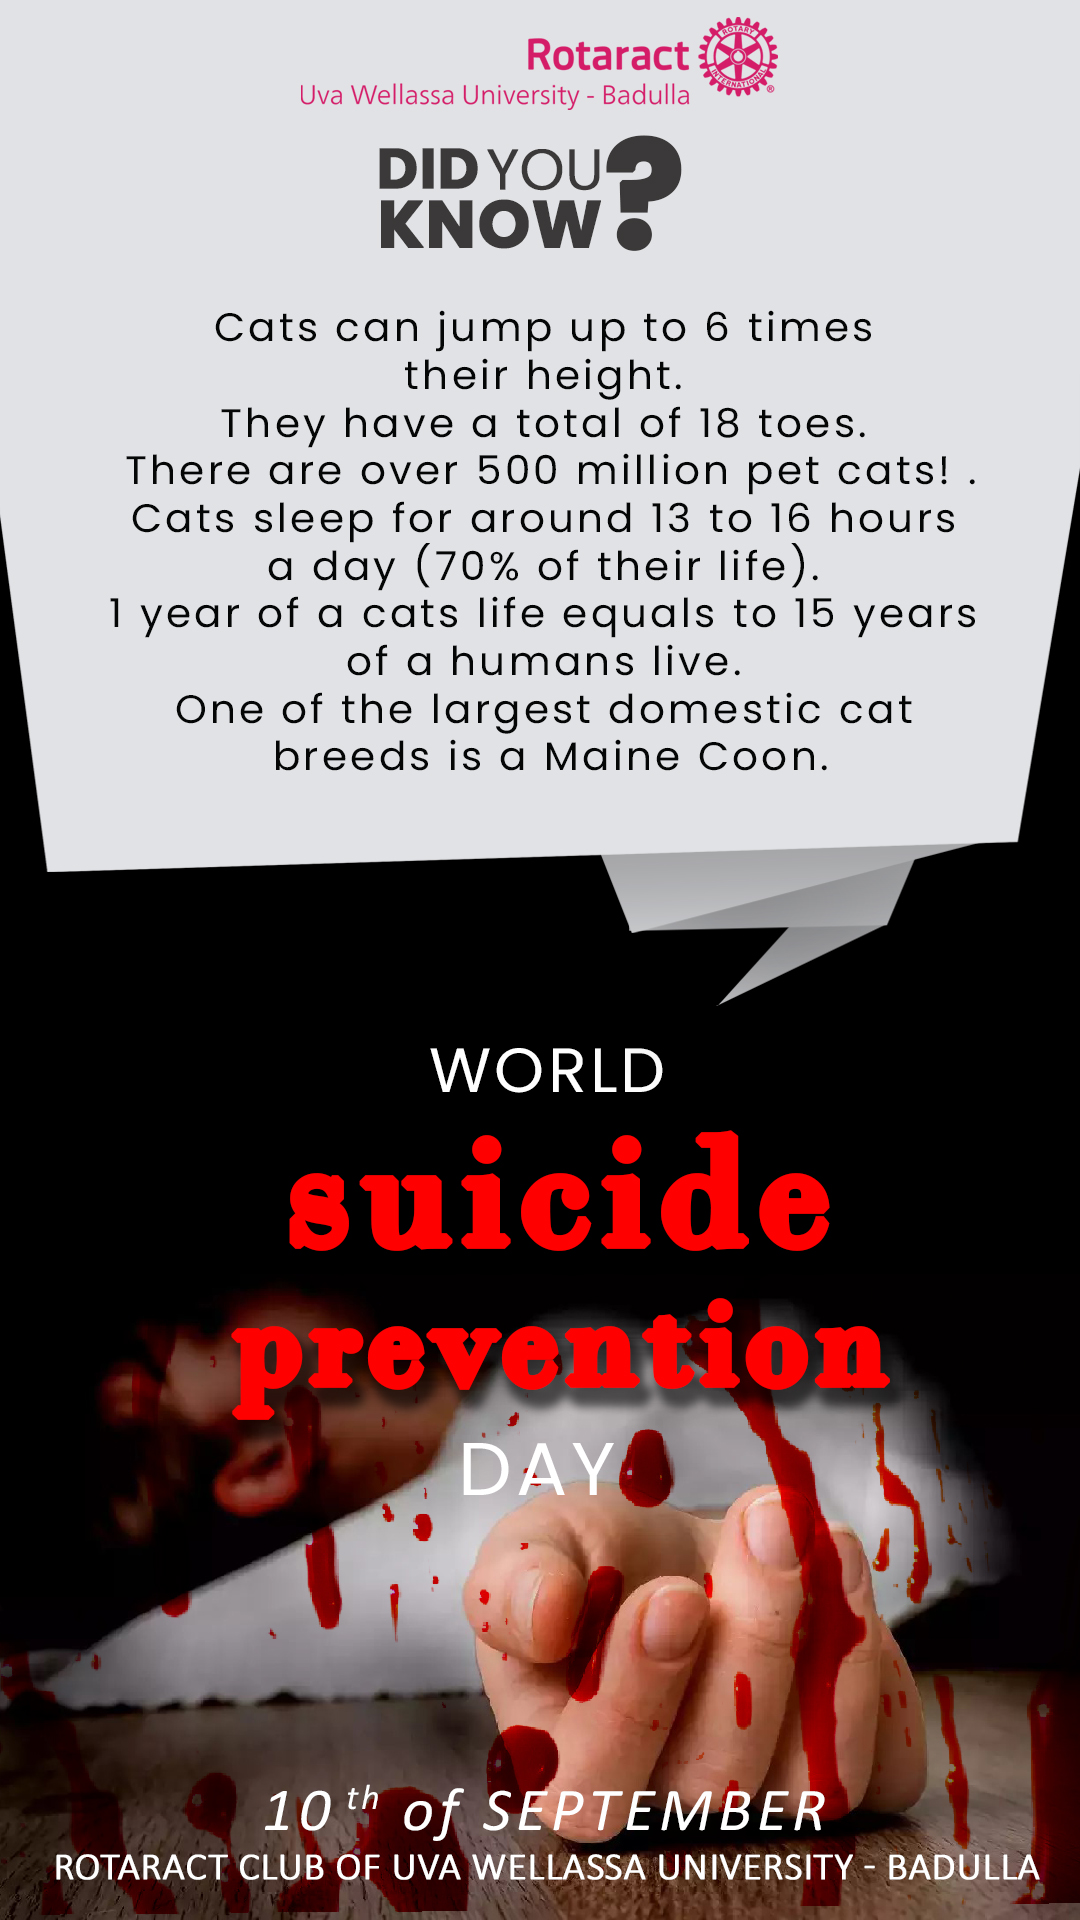 Rotaract
Uva Wellassa University - Badulla
ROTARY
INTERNATIONAL
®
DID YOU
KNOW?
Cats can jump up to 6 times
their height.
They have a total of 18 toes.
There are over 500 million pet cats! .
Cats sleep for around 13 to 16 hours
a day (70% of their life).
1 year of a cats life equals to 15 years
of a humans live.
One of the largest domestic cat
breeds is a Maine Coon.
WORLD
suicide
prevention
DAY
10th of SEPTEMBER
ROTARACT CLUB OF UVA WELLASSA UNIVERSITY - BADULLA